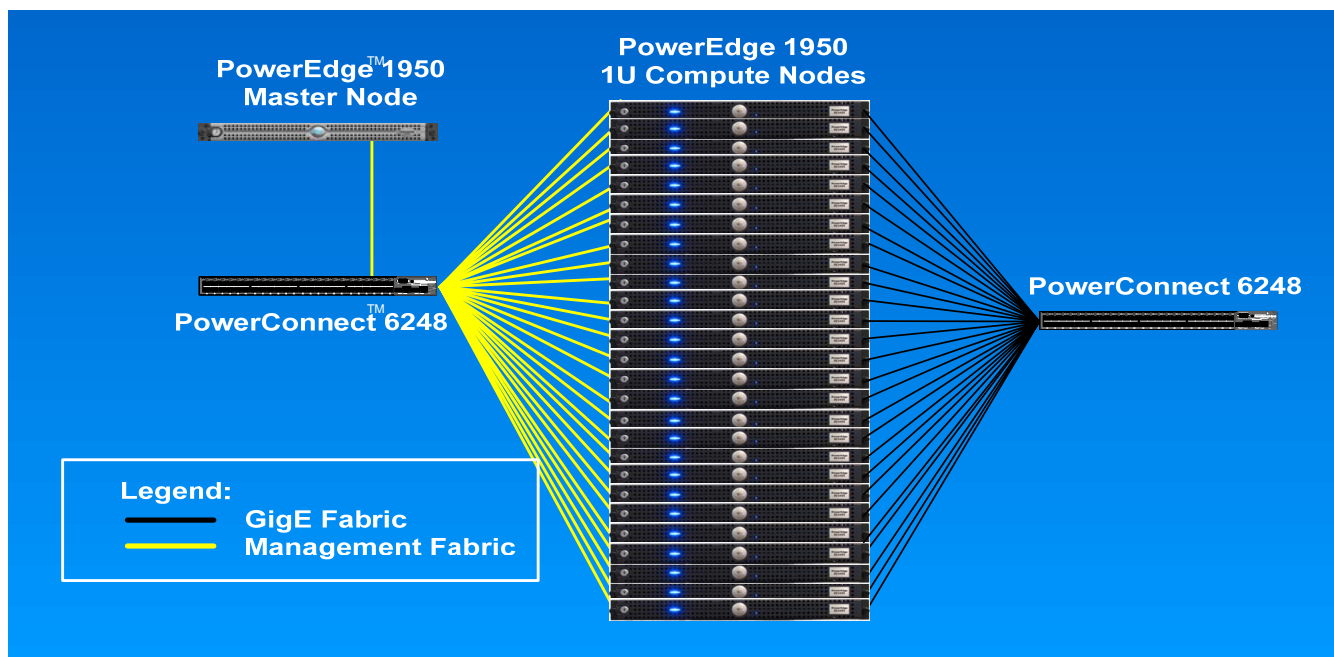 PowerEdge™ 1950
Master Node
PowerEdge 1950
1U Compute Nodes
PowerConnect™ 6248
PowerConnect 6248
Legend:
GigE Fabric
Management Fabric